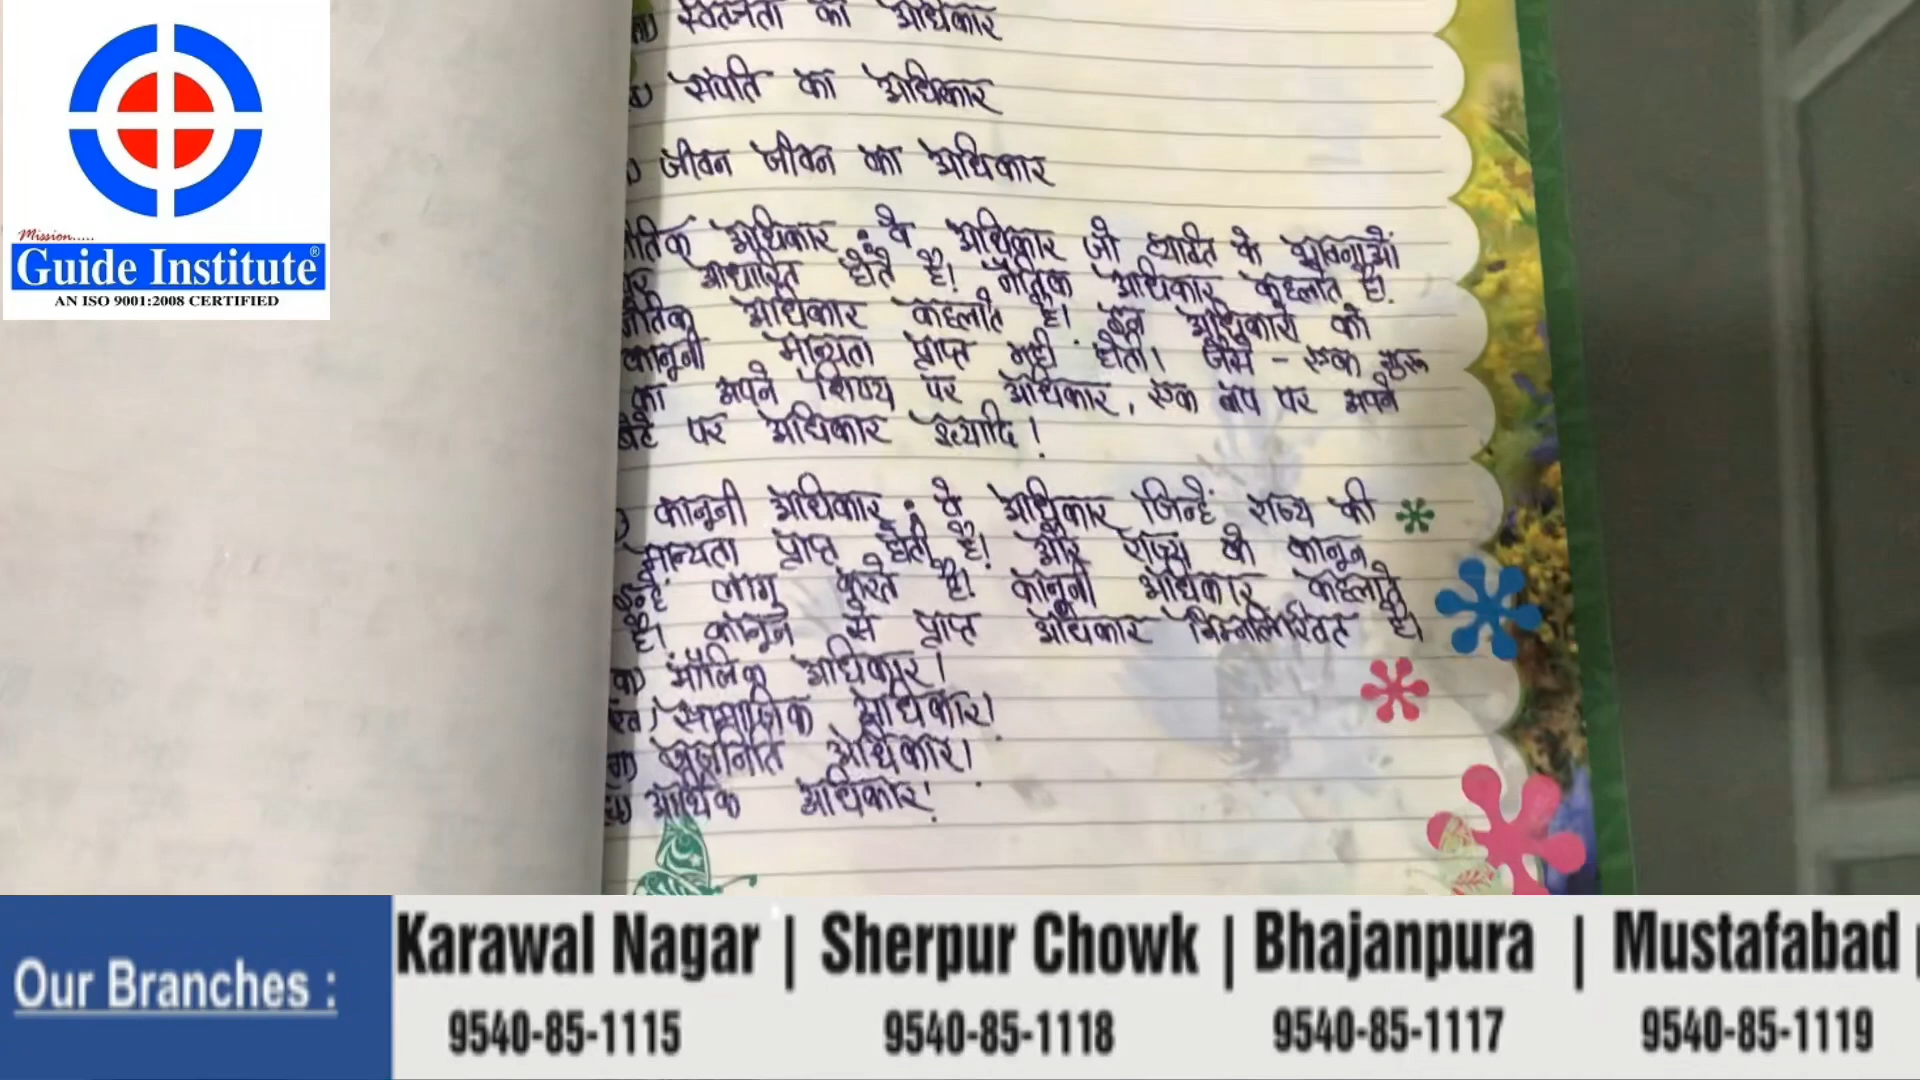 स्वतंत्रता का अधिकार
संपति का अधिकार
जीवन जीवन का अधिकार
अधिकार : वे अधिकार जो व्यक्ति के भावनाओं
आधारित होते है। नैतिक अधिकार कहलाते है।
नैतिक अधिकार कहलाते है। इन अधिकारों को
कानूनी मान्यता प्राप्त नही होती। जैसे - एक गुरू
का अपने शिष्य पर अधिकार, एक बाप पर अपने
बेटे पर अधिकार इत्यादि!
कानूनी अधिकार : वे अधिकार जिन्हें राज्य की
मान्यता प्राप्त होती है। और राज्य के कानून
इन्हें लागु करते है। कानूनी अधिकार कहलाते
है। कानून से प्राप्त अधिकार निम्नलिखित है।
क) मौलिक अधिकार।
ख) सामाजिक अधिकार।
ग) अधिकार।
घ) आर्थिक अधिकार!
Mission.....
Guide Institute®
AN ISO 9001:2008 CERTIFIED
Our Branches :
Karawal Nagar | Sherpur Chowk | Bhajanpura | Mustafabad
9540-85-1115 9540-85-1118 9540-85-1117 9540-85-1119